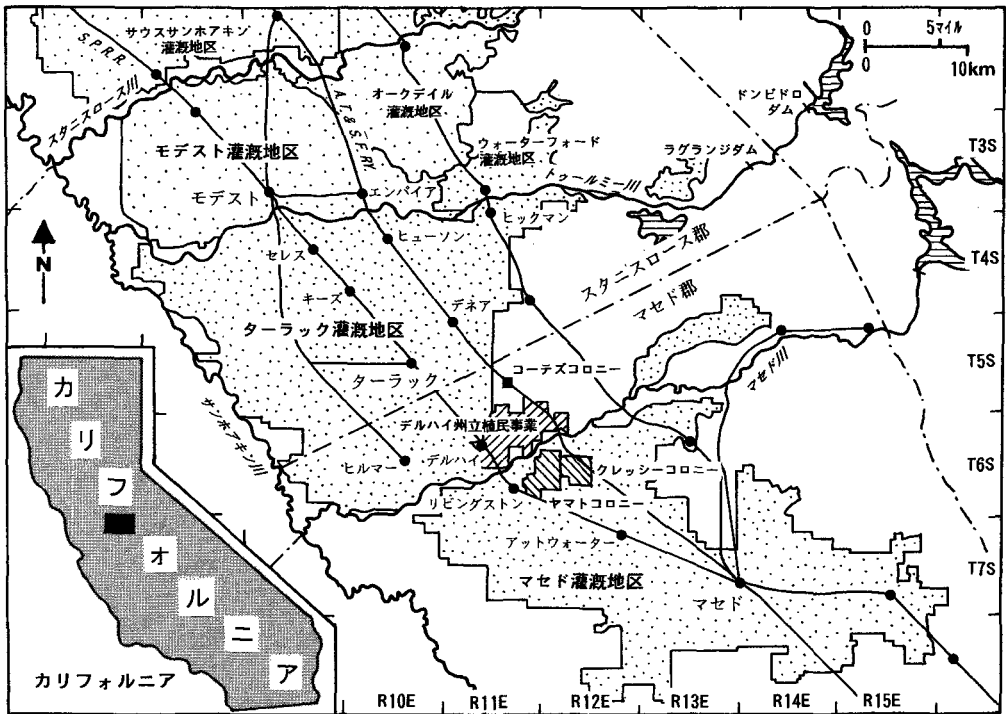 サウスサンホアキン
灌漑地区
S.P.R.R.
スタニスロース川
A.T.&S.F.RY
オークデイル
灌漑地区
0 5マイル
0 10km
ドンピドロ
ダム
T3S
モデスト灌漑地区
ウォーターフォード
灌漑地区
ラグランジダム
トゥールミー川
モデスト
エンパイア
ヒックマン
N
セレス
ヒューソン
スタニスロース郡
マセド郡
T4S
キーズ
デネア
ターラック灌漑地区
ターラック
コーテズコロニー
マセド川
T5S
サンホアキン川
デルハイ州立植民事業
ヒルマー
デルハイ
クレッシーコロニー
T6S
リビングストン
ヤマトコロニー
アットウォーター
マセド灌漑地区
マセド
T7S
カリフォルニア
カリフォルニア
R10E R11E R12E R13E R14E R15E